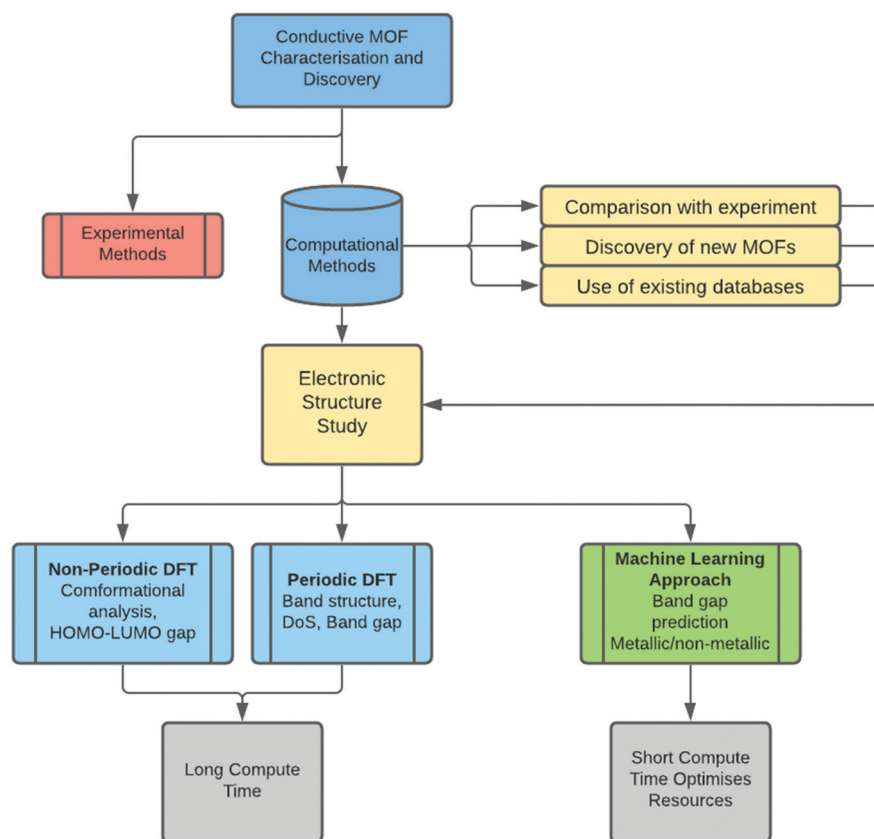 Conductive MOF
Characterisation and
Discovery
Experimental
Methods
Computational
Methods
Comparison with experiment
Discovery of new MOFs
Use of existing databases
Electronic
Structure
Study
Non-Periodic DFT
Comformational
analysis,
HOMO-LUMO gap
Periodic DFT
Band structure,
DoS, Band gap
Machine Learning
Approach
Band gap
prediction
Metallic/non-metallic
Long Compute
Time
Short Compute
Time Optimises
Resources